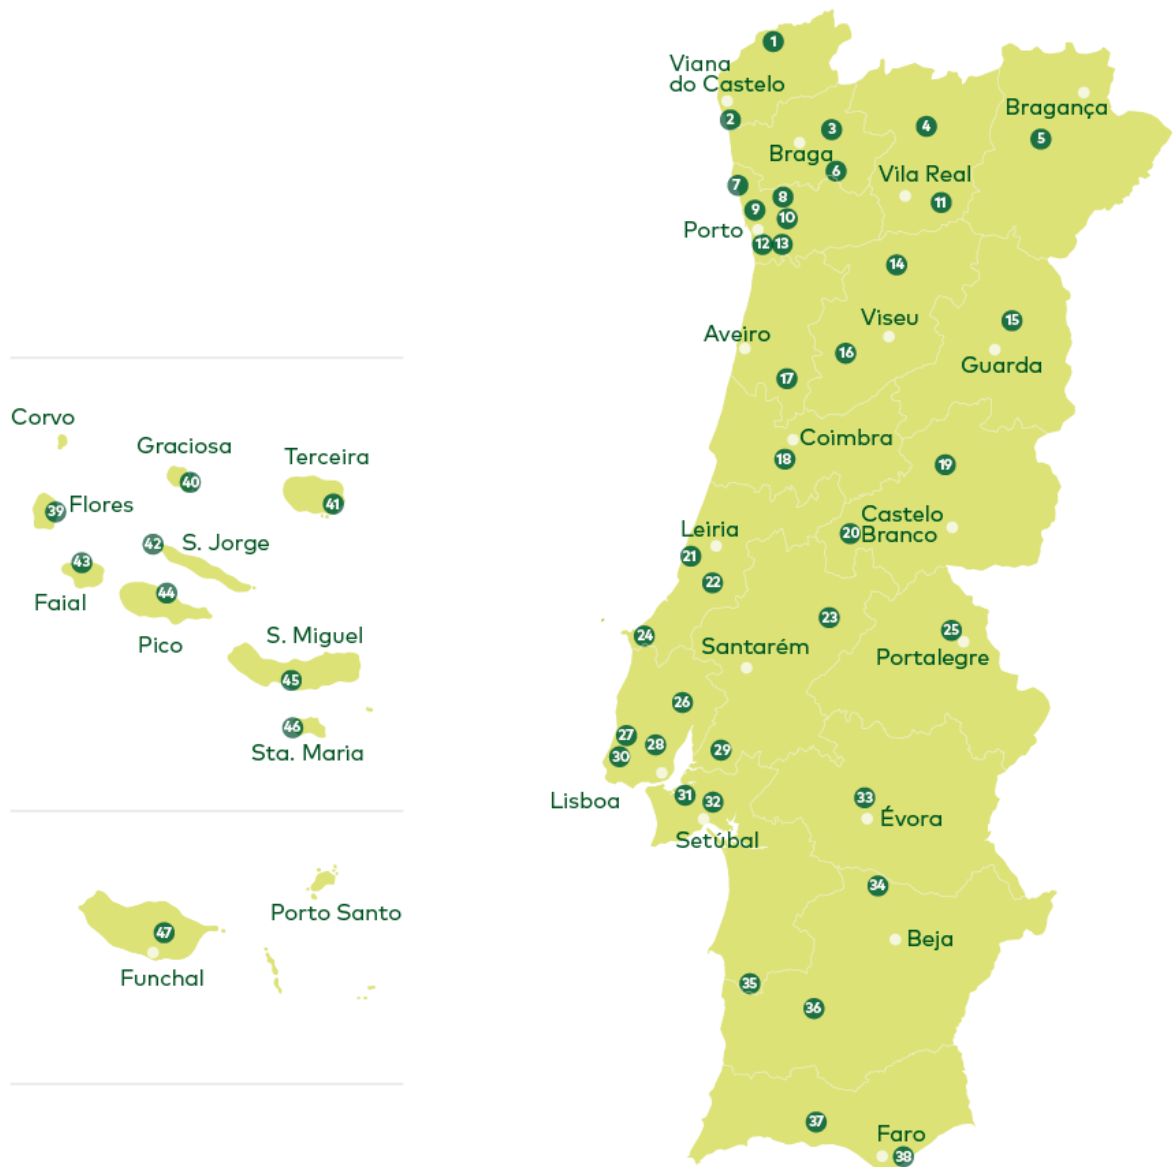 1
Viana
do Castelo
2
3
4
Bragança
5
Braga
6
Vila Real
7
8
9
10
11
Porto
12
13
14
15
Viseu
Aveiro
16
Guarda
17
Corvo
Coimbra
Graciosa
Terceira
18
19
40
41
39
Flores
Castelo
Branco
20
Leiria
42
S. Jorge
21
43
22
44
Faial
23
25
S. Miguel
24
Pico
Santarém
Portalegre
45
26
46
27
28
29
Sta. Maria
30
31
32
33
Lisboa
Évora
Setúbal
34
Porto Santo
47
Beja
Funchal
35
36
37
Faro
38